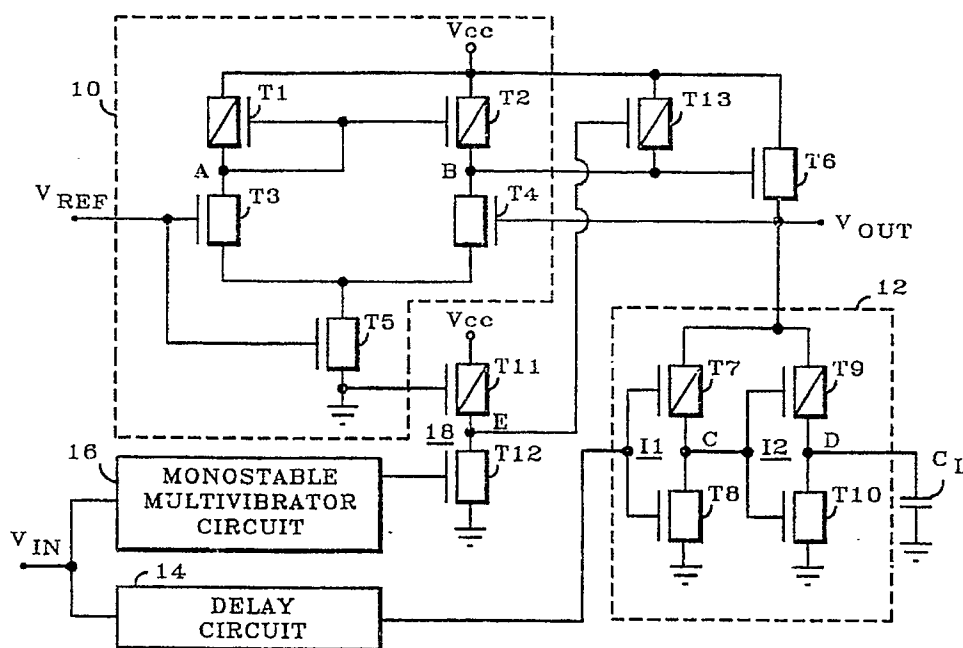 Vcc
10
T1
T2
T13
A
B
T6
V REF
T3
T4
V OUT
T5
Vcc
12
T11
T7
T9
E
18
16
T12
I1
C
I2
D
C L
MONOSTABLE
MULTIVIBRATOR
CIRCUIT
T8
T10
V IN
14
DELAY
CIRCUIT